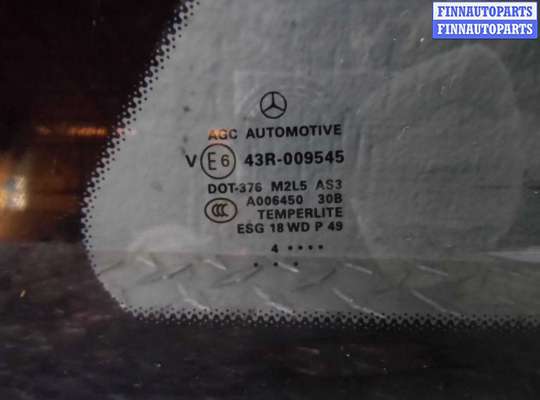 FINNAUTOPARTS
FINNAUTOPARTS
AGC AUTOMOTIVE
V E6 43R-009545
DOT-376 M2L5 AS3
CCC A006450 30B
TEMPERLITE
ESG 18 WD P 49
4 ••••
• • •